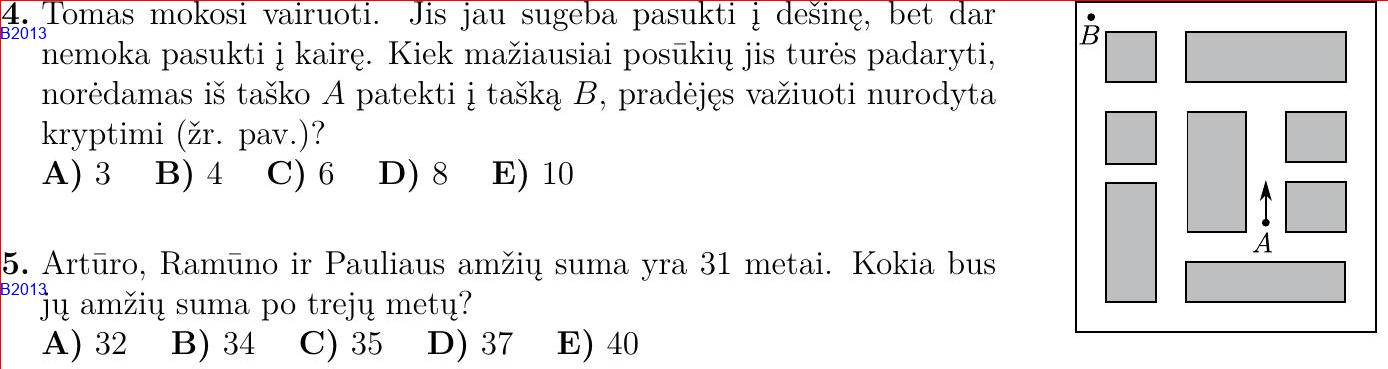 4. Tomas mokosi vairuoti. Jis jau sugeba pasukti į dešinę, bet dar
B2013
nemoka pasukti į kairę. Kiek mažiausiai posūkių jis turės padaryti,
norėdamas iš taško A patekti į tašką B, pradėjęs važiuoti nurodyta
kryptimi (žr. pav.)?
A) 3 B) 4 C) 6 D) 8 E) 10
B
A
5. Artūro, Ramūno ir Pauliaus amžių suma yra 31 metai. Kokia bus
B2013
jų amžių suma po trejų metų?
A) 32 B) 34 C) 35 D) 37 E) 40